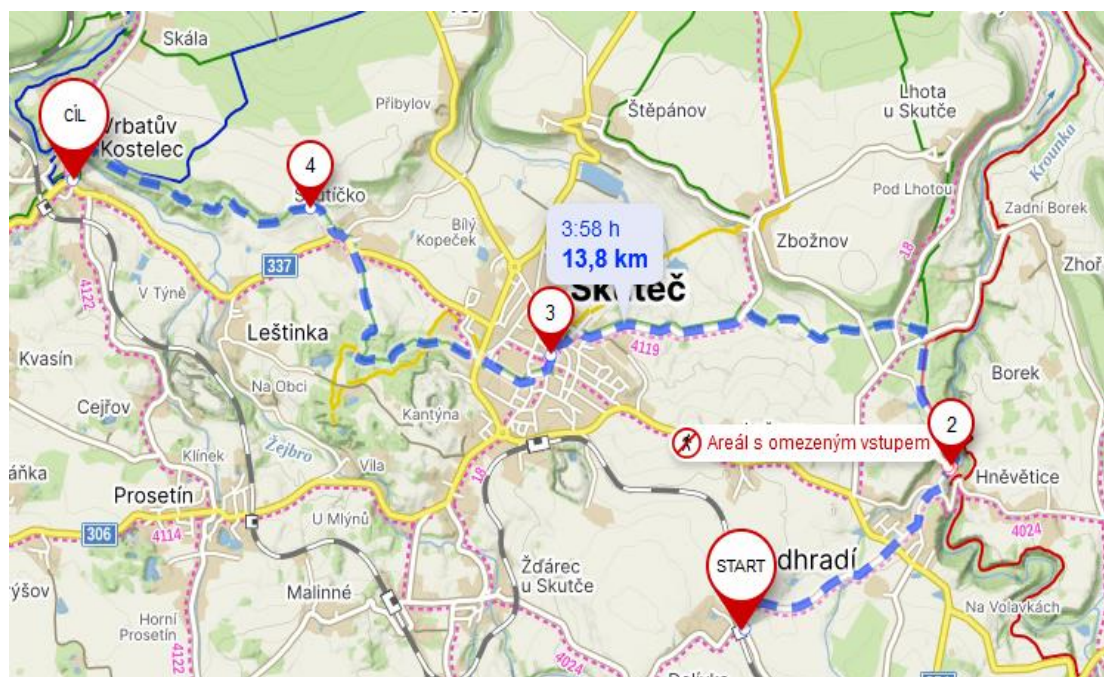 Skála
CÍL
Vrbatův
Kostelec
Přibylov
Štěpánov
Lhota
u Skutče
Krounka
4
Skutíčko
Pod Lhotou
Zadní Borek
Bílý
Kopeček
3:58 h
13,8 km
Zbožnov
18
Zhoř
337
V Týně
4122
Skuteč
3
4119
Leštinka
Kvasín
Na Obci
Borek
Cejřov
Kantýna
2
Areál s omezeným vstupem
Klínek
Žejbro
Vila
18
Hněvětice
Prosetín
U Mlýnů
306
4114
4024
START
Žďárec
u Skutče
Malinné
Na Volavkách
Horní
Prosetín
4122
4024